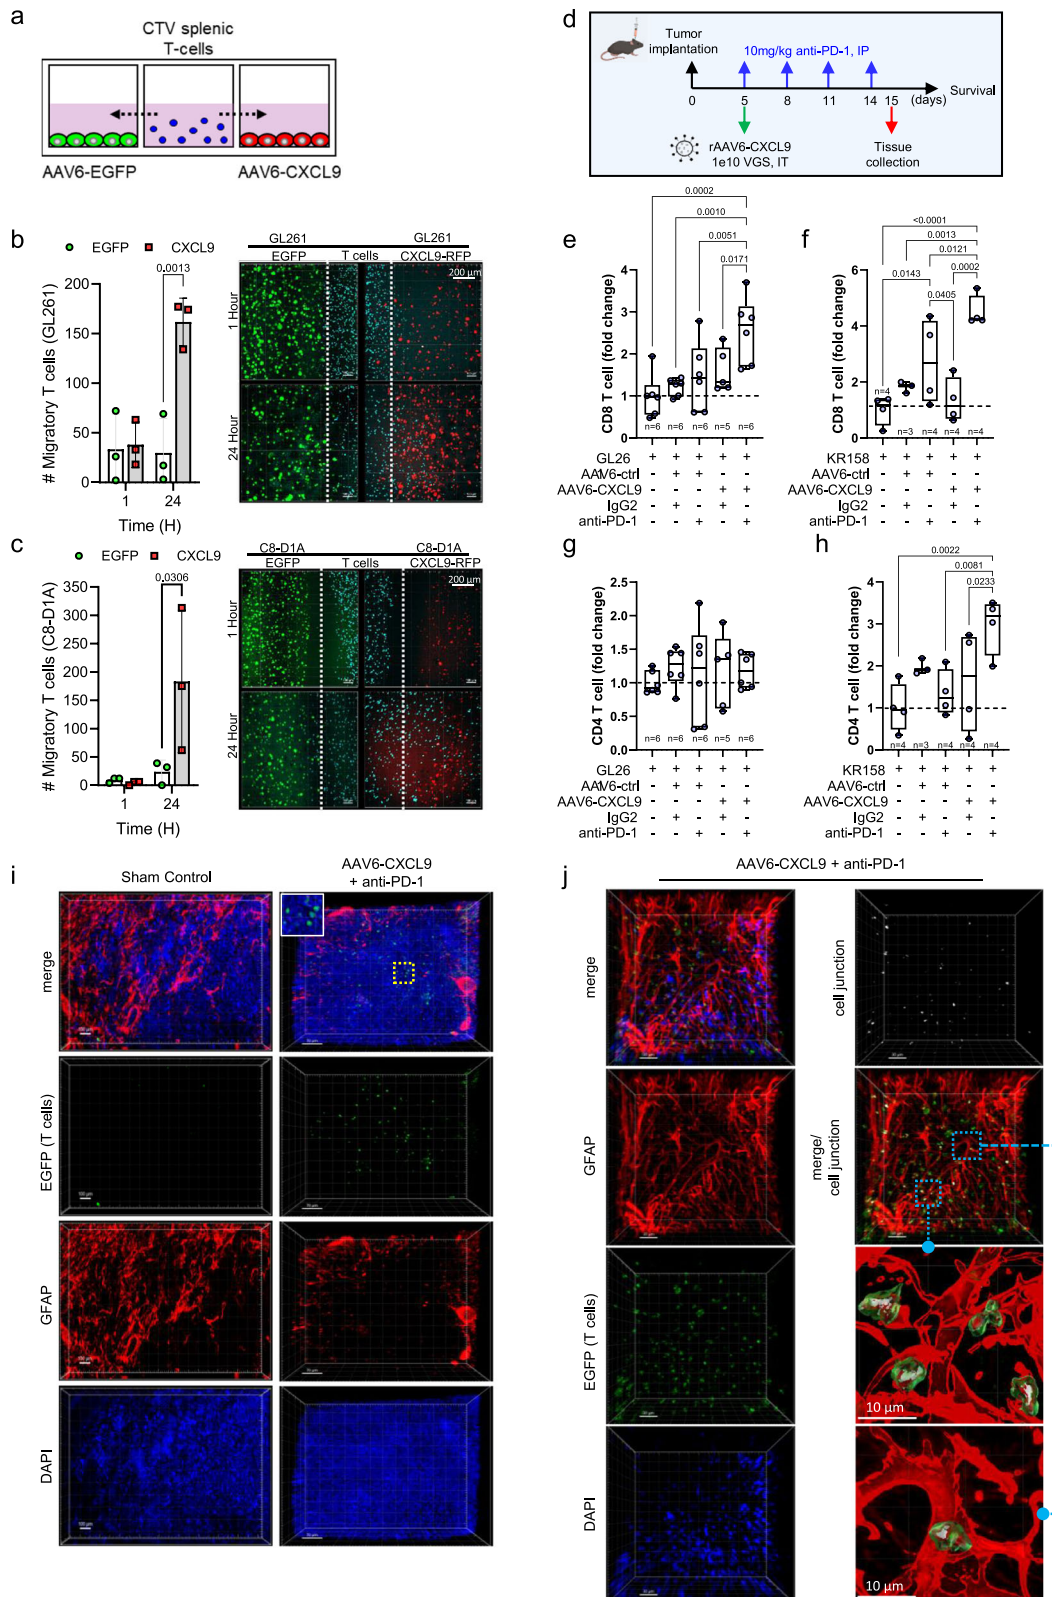 a
CTV splenic
T-cells
AAV6-EGFP
AAV6-CXCL9
b
EGFP
CXCL9
0.0013
# Migratory T cells (GL261)
200
150
100
50
0
1
24
Time (H)
GL261
GL261
EGFP
T cells
CXCL9-RFP
200 µm
1 Hour
24 Hour
c
EGFP
CXCL9
0.0306
# Migratory T cells (C8-D1A)
350
300
250
200
150
100
50
0
1
24
Time (H)
C8-D1A
C8-D1A
EGFP
T cells
CXCL9-RFP
200 µm
1 Hour
24 Hour
d
Tumor
implantation
10mg/kg anti-PD-1, IP
Survival
0
5
8
11
14
15
(days)
rAAV6-CXCL9
1e10 VGS, IT
Tissue
collection
e
0.0002
0.0010
0.0051
0.0171
CD8 T cell (fold change)
4
3
2
1
0
n=6
n=6
n=6
n=5
n=6
GL26
AAV6-ctrl
AAV6-CXCL9
IgG2
anti-PD-1
+ + + + +
- + + - -
- - - + +
- + - + -
- - + - +
f
<0.0001
0.0013
0.0121
0.0143
0.0002
0.0405
CD8 T cell (fold change)
6
4
2
0
n=4
n=3
n=4
n=4
n=4
KR158
AAV6-ctrl
AAV6-CXCL9
IgG2
anti-PD-1
+ + + + +
- + + - -
- - - + +
- + - + -
- - + - +
g
CD4 T cell (fold change)
2.5
2.0
1.5
1.0
0.5
0.0
n=6
n=6
n=6
n=5
n=6
GL26
AAV6-ctrl
AAV6-CXCL9
IgG2
anti-PD-1
+ + + + +
- + + - -
- - - + +
- + - + -
- - + - +
h
0.0022
0.0081
0.0233
CD4 T cell (fold change)
4
3
2
1
0
n=4
n=3
n=4
n=4
n=4
KR158
AAV6-ctrl
AAV6-CXCL9
IgG2
anti-PD-1
+ + + + +
- + + - -
- - - + +
- + - + -
- - + - +
i
Sham Control
AAV6-CXCL9
+ anti-PD-1
merge
EGFP (T cells)
GFAP
DAPI
j
AAV6-CXCL9 + anti-PD-1
merge
GFAP
EGFP (T cells)
DAPI
cell junction
merge/
cell junction
10 µm
10 µm